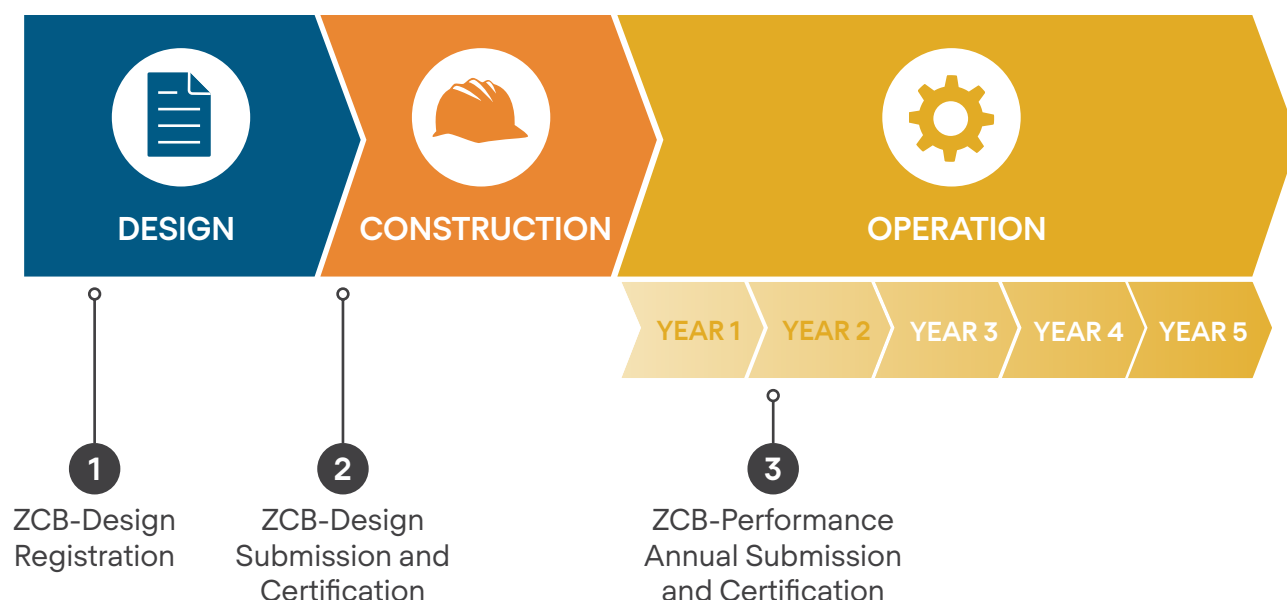 DESIGN
CONSTRUCTION
OPERATION
YEAR 1
YEAR 2
YEAR 3
YEAR 4
YEAR 5
1
ZCB-Design
Registration
2
ZCB-Design
Submission and
Certification
3
ZCB-Performance
Annual Submission
and Certification